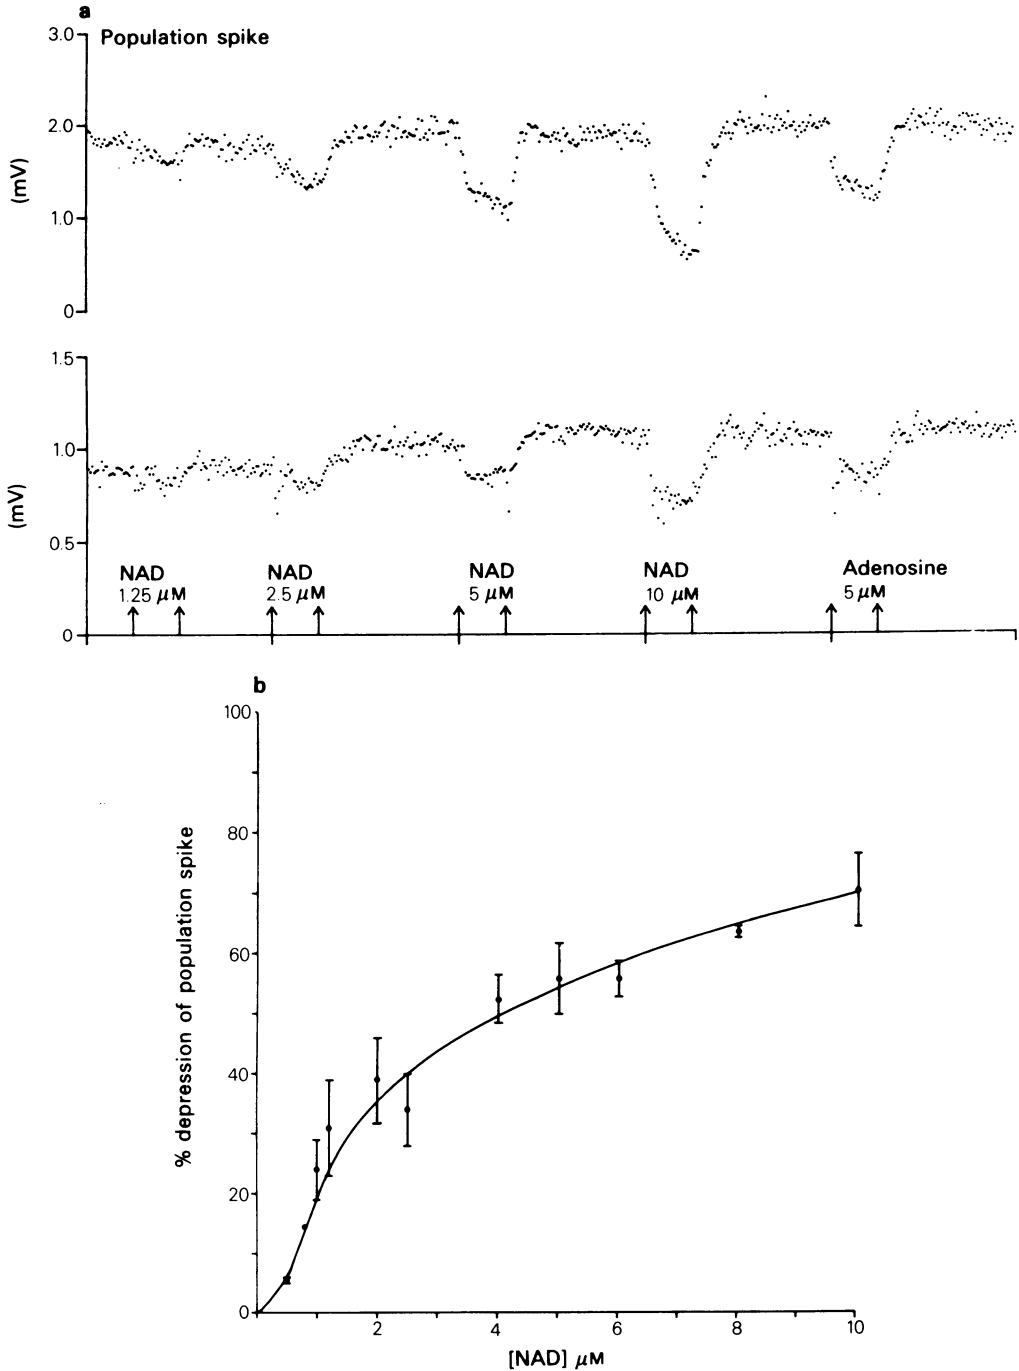 a
Population spike
3.0
2.0
1.0
0
(mV)
1.5
1.0
0.5
0
(mV)
NAD
1.25 µM
NAD
2.5 µM
NAD
5 µM
NAD
10 µM
Adenosine
5 µM
b
100
80
60
40
20
0
% depression of population spike
2
4
6
8
10
[NAD] µM